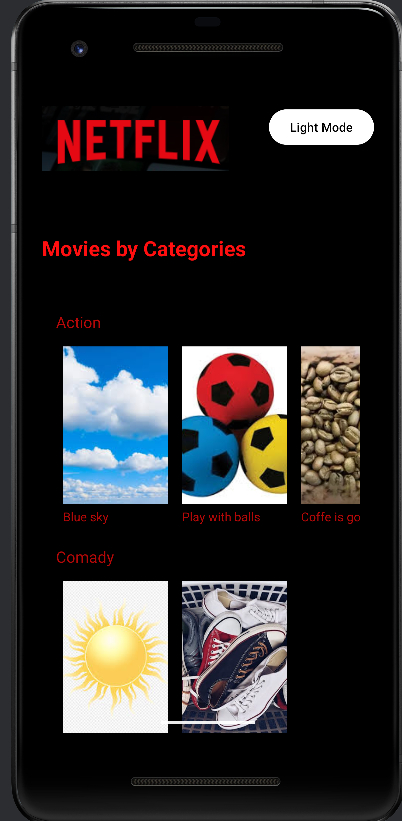 NETFLIX
Light Mode
Movies by Categories
Action
Blue sky
Play with balls
Coffe is go
Comady